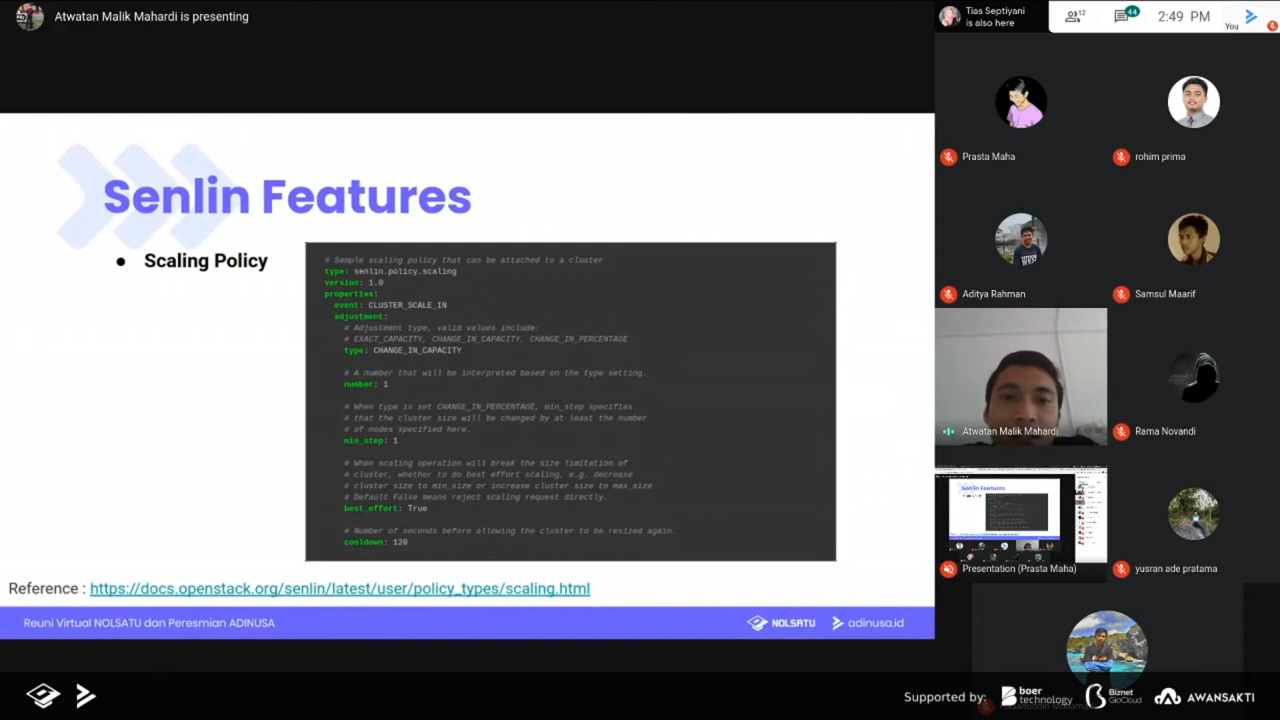 Atwatan Malik Mahardi is presenting
Tias Septiyani
is also here
12
44
2:49 PM
You
Senlin Features
● Scaling Policy
# Sample scaling policy that can be attached to a cluster
type: senlin.policy.scaling
version: 1.0
properties:
event: CLUSTER_SCALE_IN
adjustment:
# Adjustment type, valid values include:
# EXACT_CAPACITY, CHANGE_IN_CAPACITY, CHANGE_IN_PERCENTAGE
type: CHANGE_IN_CAPACITY
# A number that will be interpreted based on the type setting.
number: 1
# When type is set CHANGE_IN_PERCENTAGE, min_step specifies
# that the cluster size will be changed by at least the number
# of nodes specified here.
min_step: 1
# When scaling operation will break the size limitation of
# cluster, whether to do best effort scaling, e.g. decrease
# cluster size to min_size or increase cluster size to max_size
# Default False means reject scaling request directly.
best_effort: True
# Number of seconds before allowing the cluster to be resized again.
cooldown: 120
Reference : https://docs.openstack.org/senlin/latest/user/policy_types/scaling.html
Reuni Virtual NOLSATU dan Peresmian ADINUSA
NOLSATU
adinusa.id
Prasta Maha
rohim prima
Aditya Rahman
Samsul Maarif
Atwatan Malik Mahardi
Rama Novandi
Senlin Features
Presentation (Prasta Maha)
yusran ade pratama
Supported by:
boer technology
Biznet GioCloud
AWANSAKTI